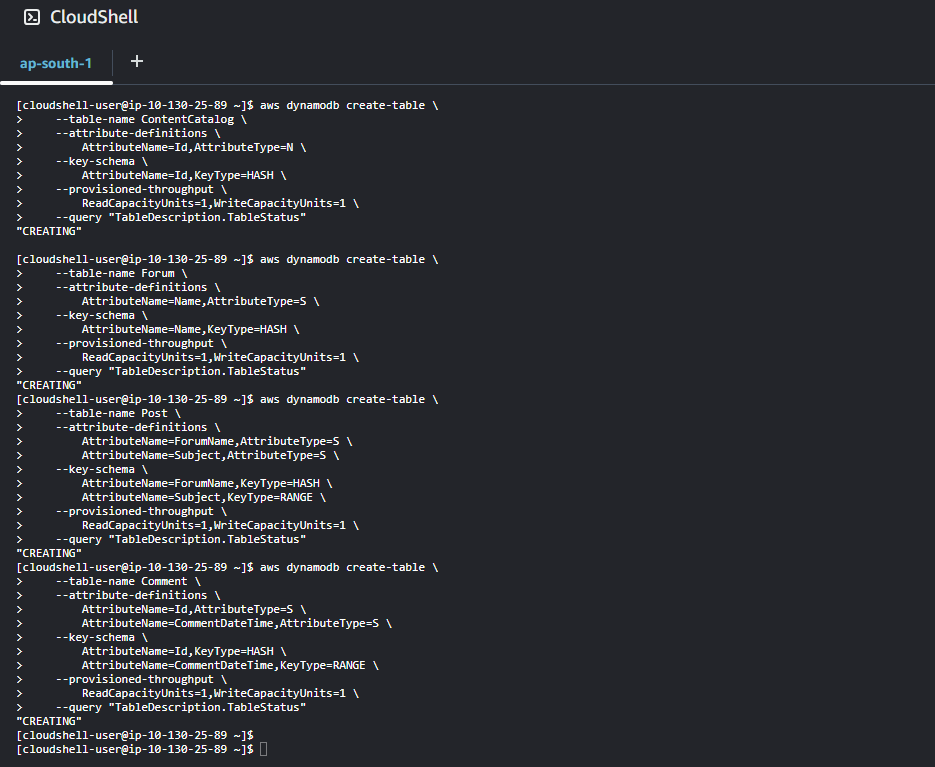 CloudShell
ap-south-1 +
[cloudshell-user@ip-10-130-25-89 ~]$ aws dynamodb create-table \
>     --table-name ContentCatalog \
>     --attribute-definitions \
>         AttributeName=Id,AttributeType=N \
>     --key-schema \
>         AttributeName=Id,KeyType=HASH \
>     --provisioned-throughput \
>         ReadCapacityUnits=1,WriteCapacityUnits=1 \
>     --query "TableDescription.TableStatus"
"CREATING"
[cloudshell-user@ip-10-130-25-89 ~]$ aws dynamodb create-table \
>     --table-name Forum \
>     --attribute-definitions \
>         AttributeName=Name,AttributeType=S \
>     --key-schema \
>         AttributeName=Name,KeyType=HASH \
>     --provisioned-throughput \
>         ReadCapacityUnits=1,WriteCapacityUnits=1 \
>     --query "TableDescription.TableStatus"
"CREATING"
[cloudshell-user@ip-10-130-25-89 ~]$ aws dynamodb create-table \
>     --table-name Post \
>     --attribute-definitions \
>         AttributeName=ForumName,AttributeType=S \
>         AttributeName=Subject,AttributeType=S \
>     --key-schema \
>         AttributeName=ForumName,KeyType=HASH \
>         AttributeName=Subject,KeyType=RANGE \
>     --provisioned-throughput \
>         ReadCapacityUnits=1,WriteCapacityUnits=1 \
>     --query "TableDescription.TableStatus"
"CREATING"
[cloudshell-user@ip-10-130-25-89 ~]$ aws dynamodb create-table \
>     --table-name Comment \
>     --attribute-definitions \
>         AttributeName=Id,AttributeType=S \
>         AttributeName=CommentDateTime,AttributeType=S \
>     --key-schema \
>         AttributeName=Id,KeyType=HASH \
>         AttributeName=CommentDateTime,KeyType=RANGE \
>     --provisioned-throughput \
>         ReadCapacityUnits=1,WriteCapacityUnits=1 \
>     --query "TableDescription.TableStatus"
"CREATING"
[cloudshell-user@ip-10-130-25-89 ~]$
[cloudshell-user@ip-10-130-25-89 ~]$